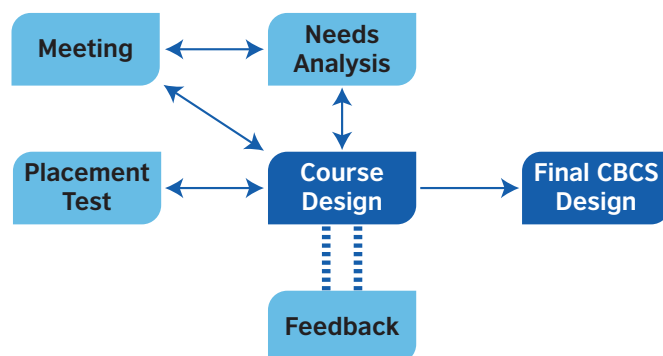 Meeting
Needs
Analysis
Placement
Test
Course
Design
Final CBCS
Design
Feedback